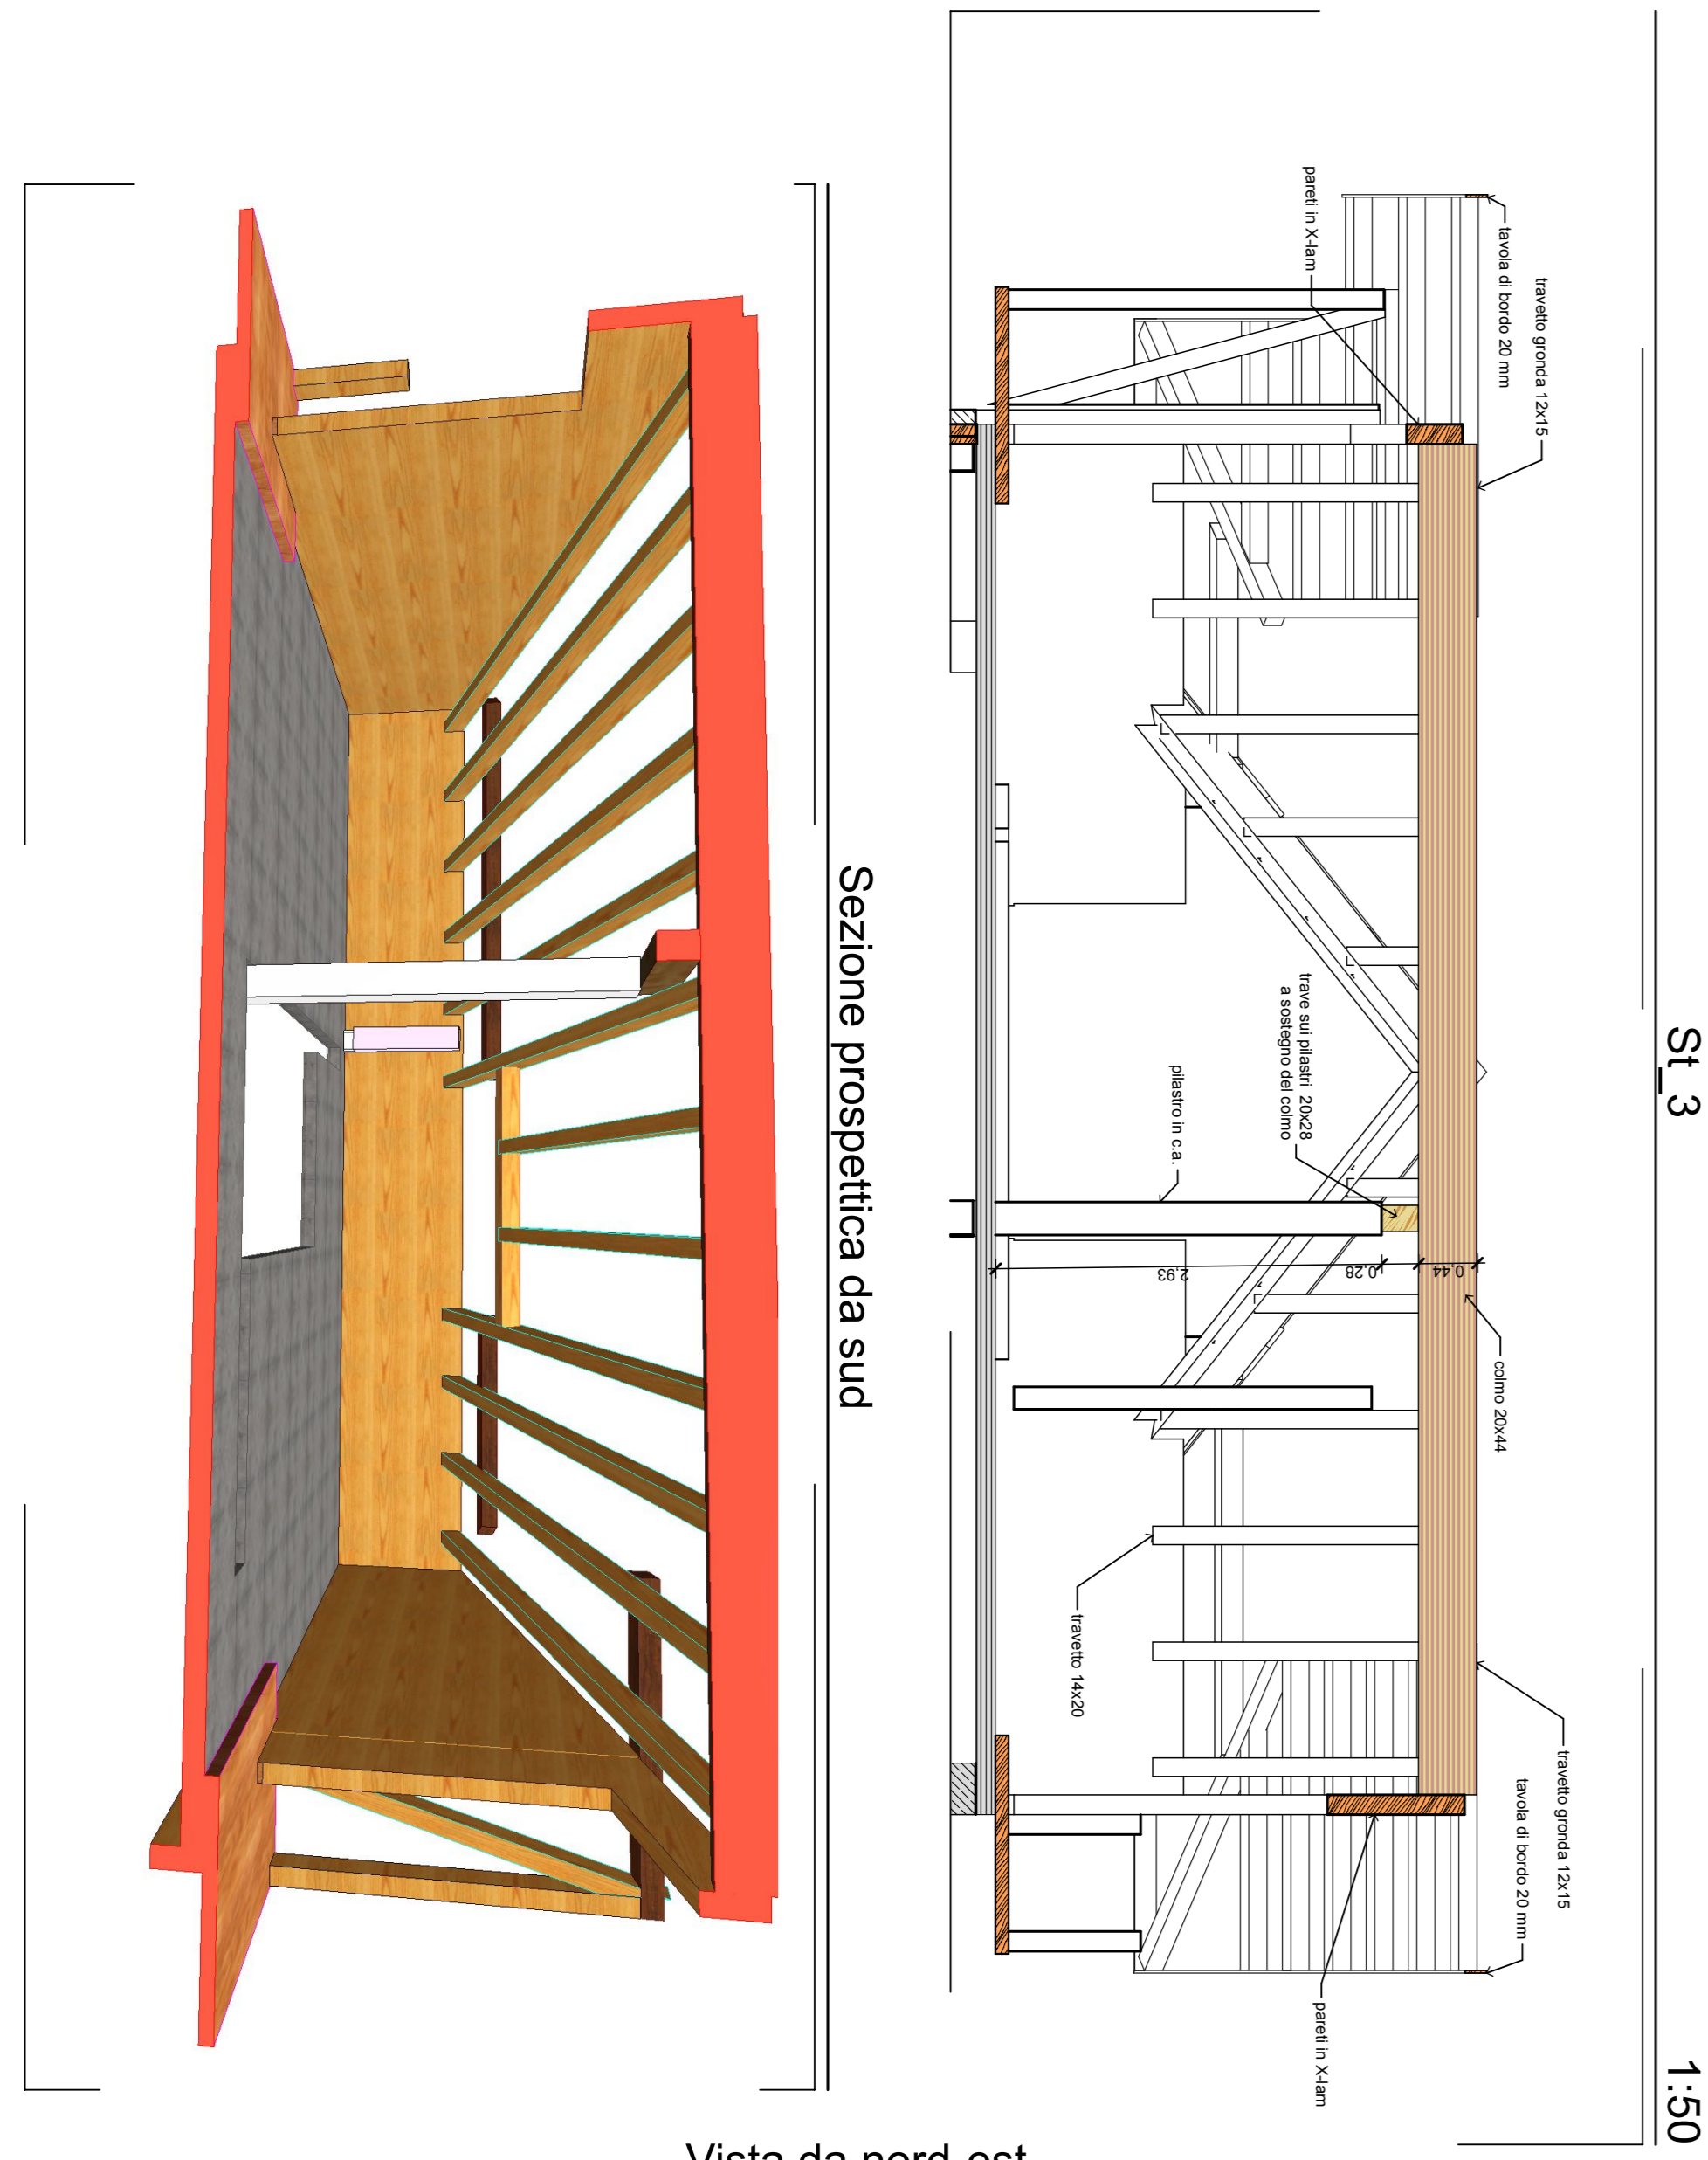 St_3
1:50
travetto gronda 12x15
tavola di bordo 20 mm
pareti in X-lam
trave sui pilastri 20x28
a sostegno del colmo
pilastro in c.a.
2,93
0,28
0,44
colmo 20x44
travetto 14x20
travetto gronda 12x15
tavola di bordo 20 mm
pareti in X-lam
Sezione prospettica da sud
Vista da nord-est